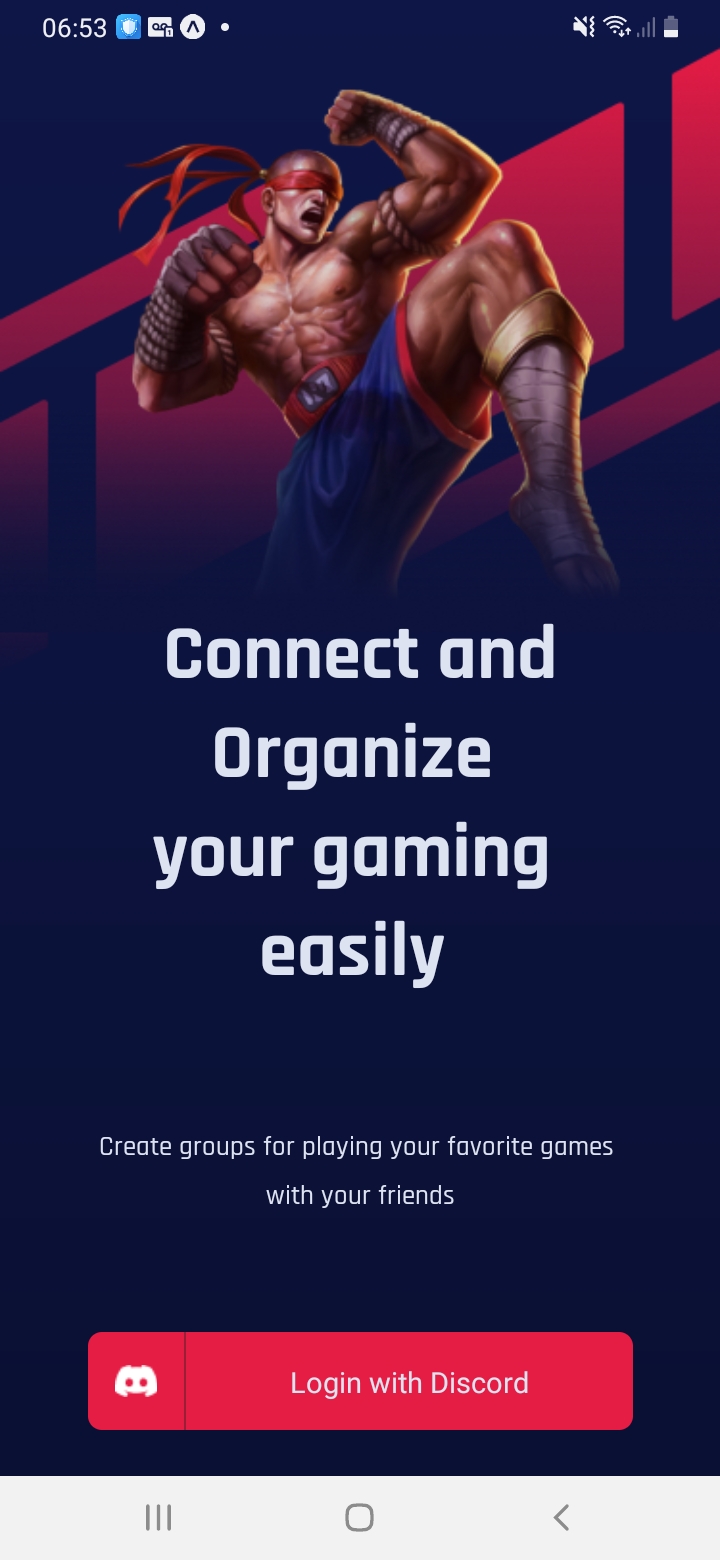 06:53
Connect and
Organize
your gaming
easily
Create groups for playing your favorite games
with your friends
Login with Discord